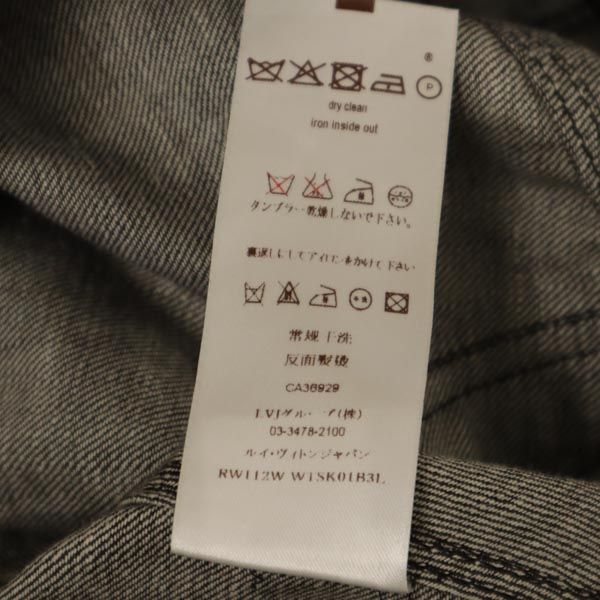 ®
P
dry clean
iron inside out
タンブラー乾燥しないで下さい。
裏返しにしてアイロンをかけて下さい
常规干洗
反面製熨
CA36929
LVJグループ(株)
03-3478-2100
ルイ・ヴィトンジャパン
RW112W W1SK01B3L